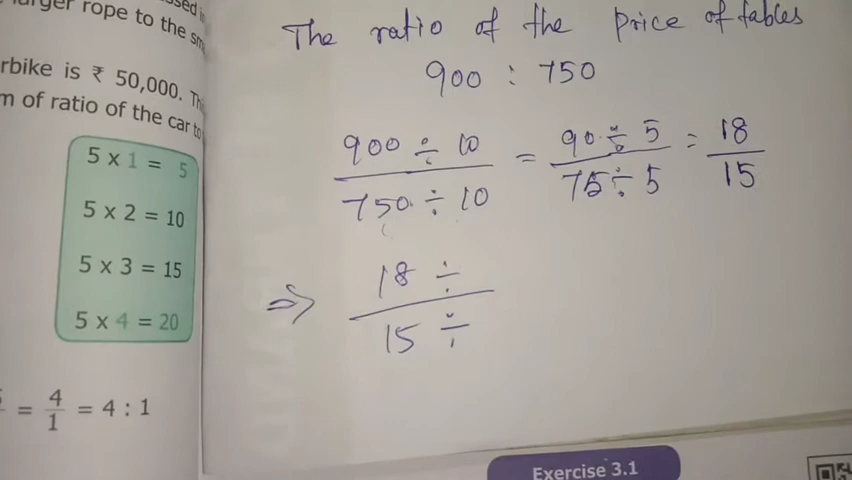 rger rope to the sm
rbike is ₹ 50,000. Th
m of ratio of the car to
5 x 1 = 5
5 x 2 = 10
5 x 3 = 15
5 x 4 = 20
= 4/1 = 4 : 1
The ratio of the price of tables
900 : 750
900 ÷ 10 / 750 ÷ 10 = 90 ÷ 5 / 75 ÷ 5 = 18 / 15
⇒ 18 ÷ / 15 ÷
Exercise 3.1